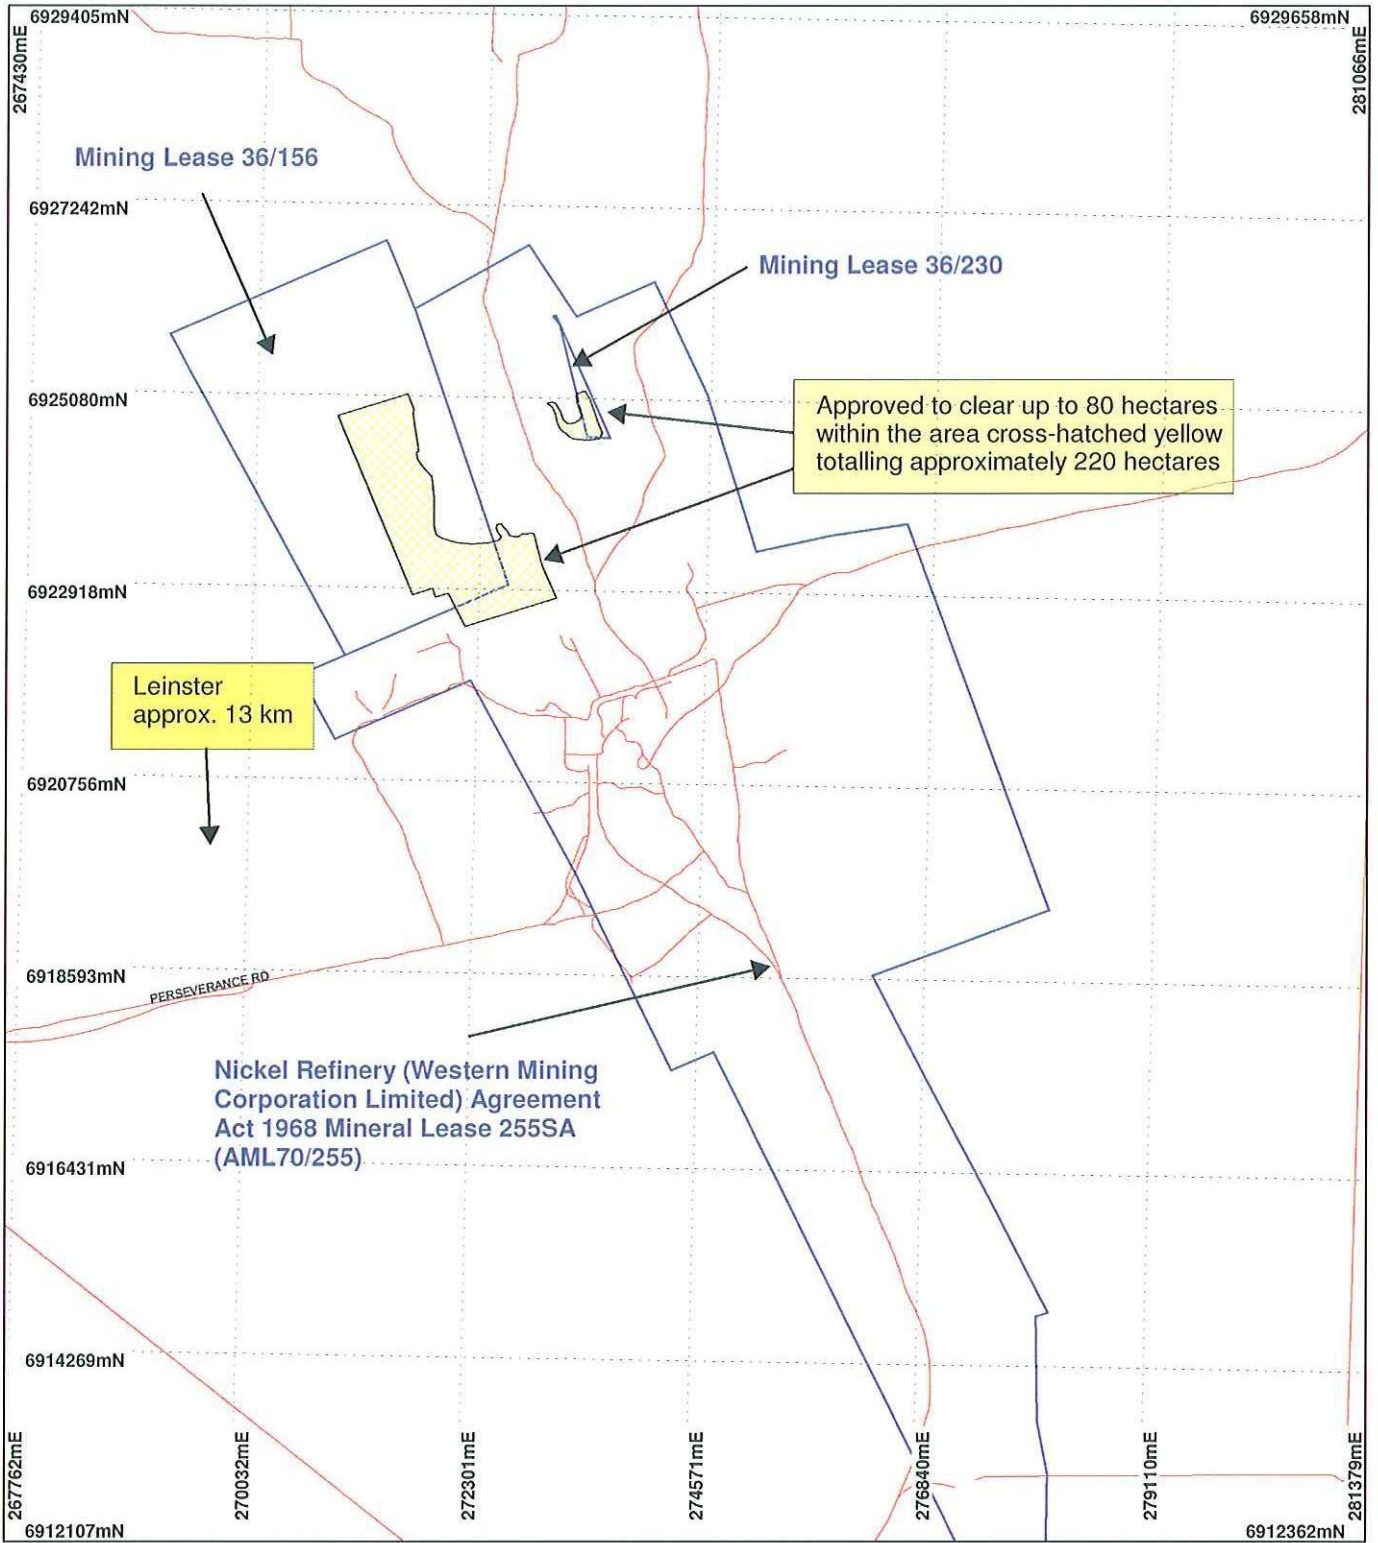 6929405mN
6929658mN
267430mE
281066mE
Mining Lease 36/156
6927242mN
Mining Lease 36/230
6925080mN
Approved to clear up to 80 hectares
within the area cross-hatched yellow
totalling approximately 220 hectares
6922918mN
Leinster
approx. 13 km
6920756mN
6918593mN
PERSEVERANCE RD
Nickel Refinery (Western Mining
Corporation Limited) Agreement
Act 1968 Mineral Lease 255SA
(AML70/255)
6916431mN
6914269mN
267762mE
270032mE
272301mE
274571mE
276840mE
279110mE
281379mE
6912107mN
6912362mN